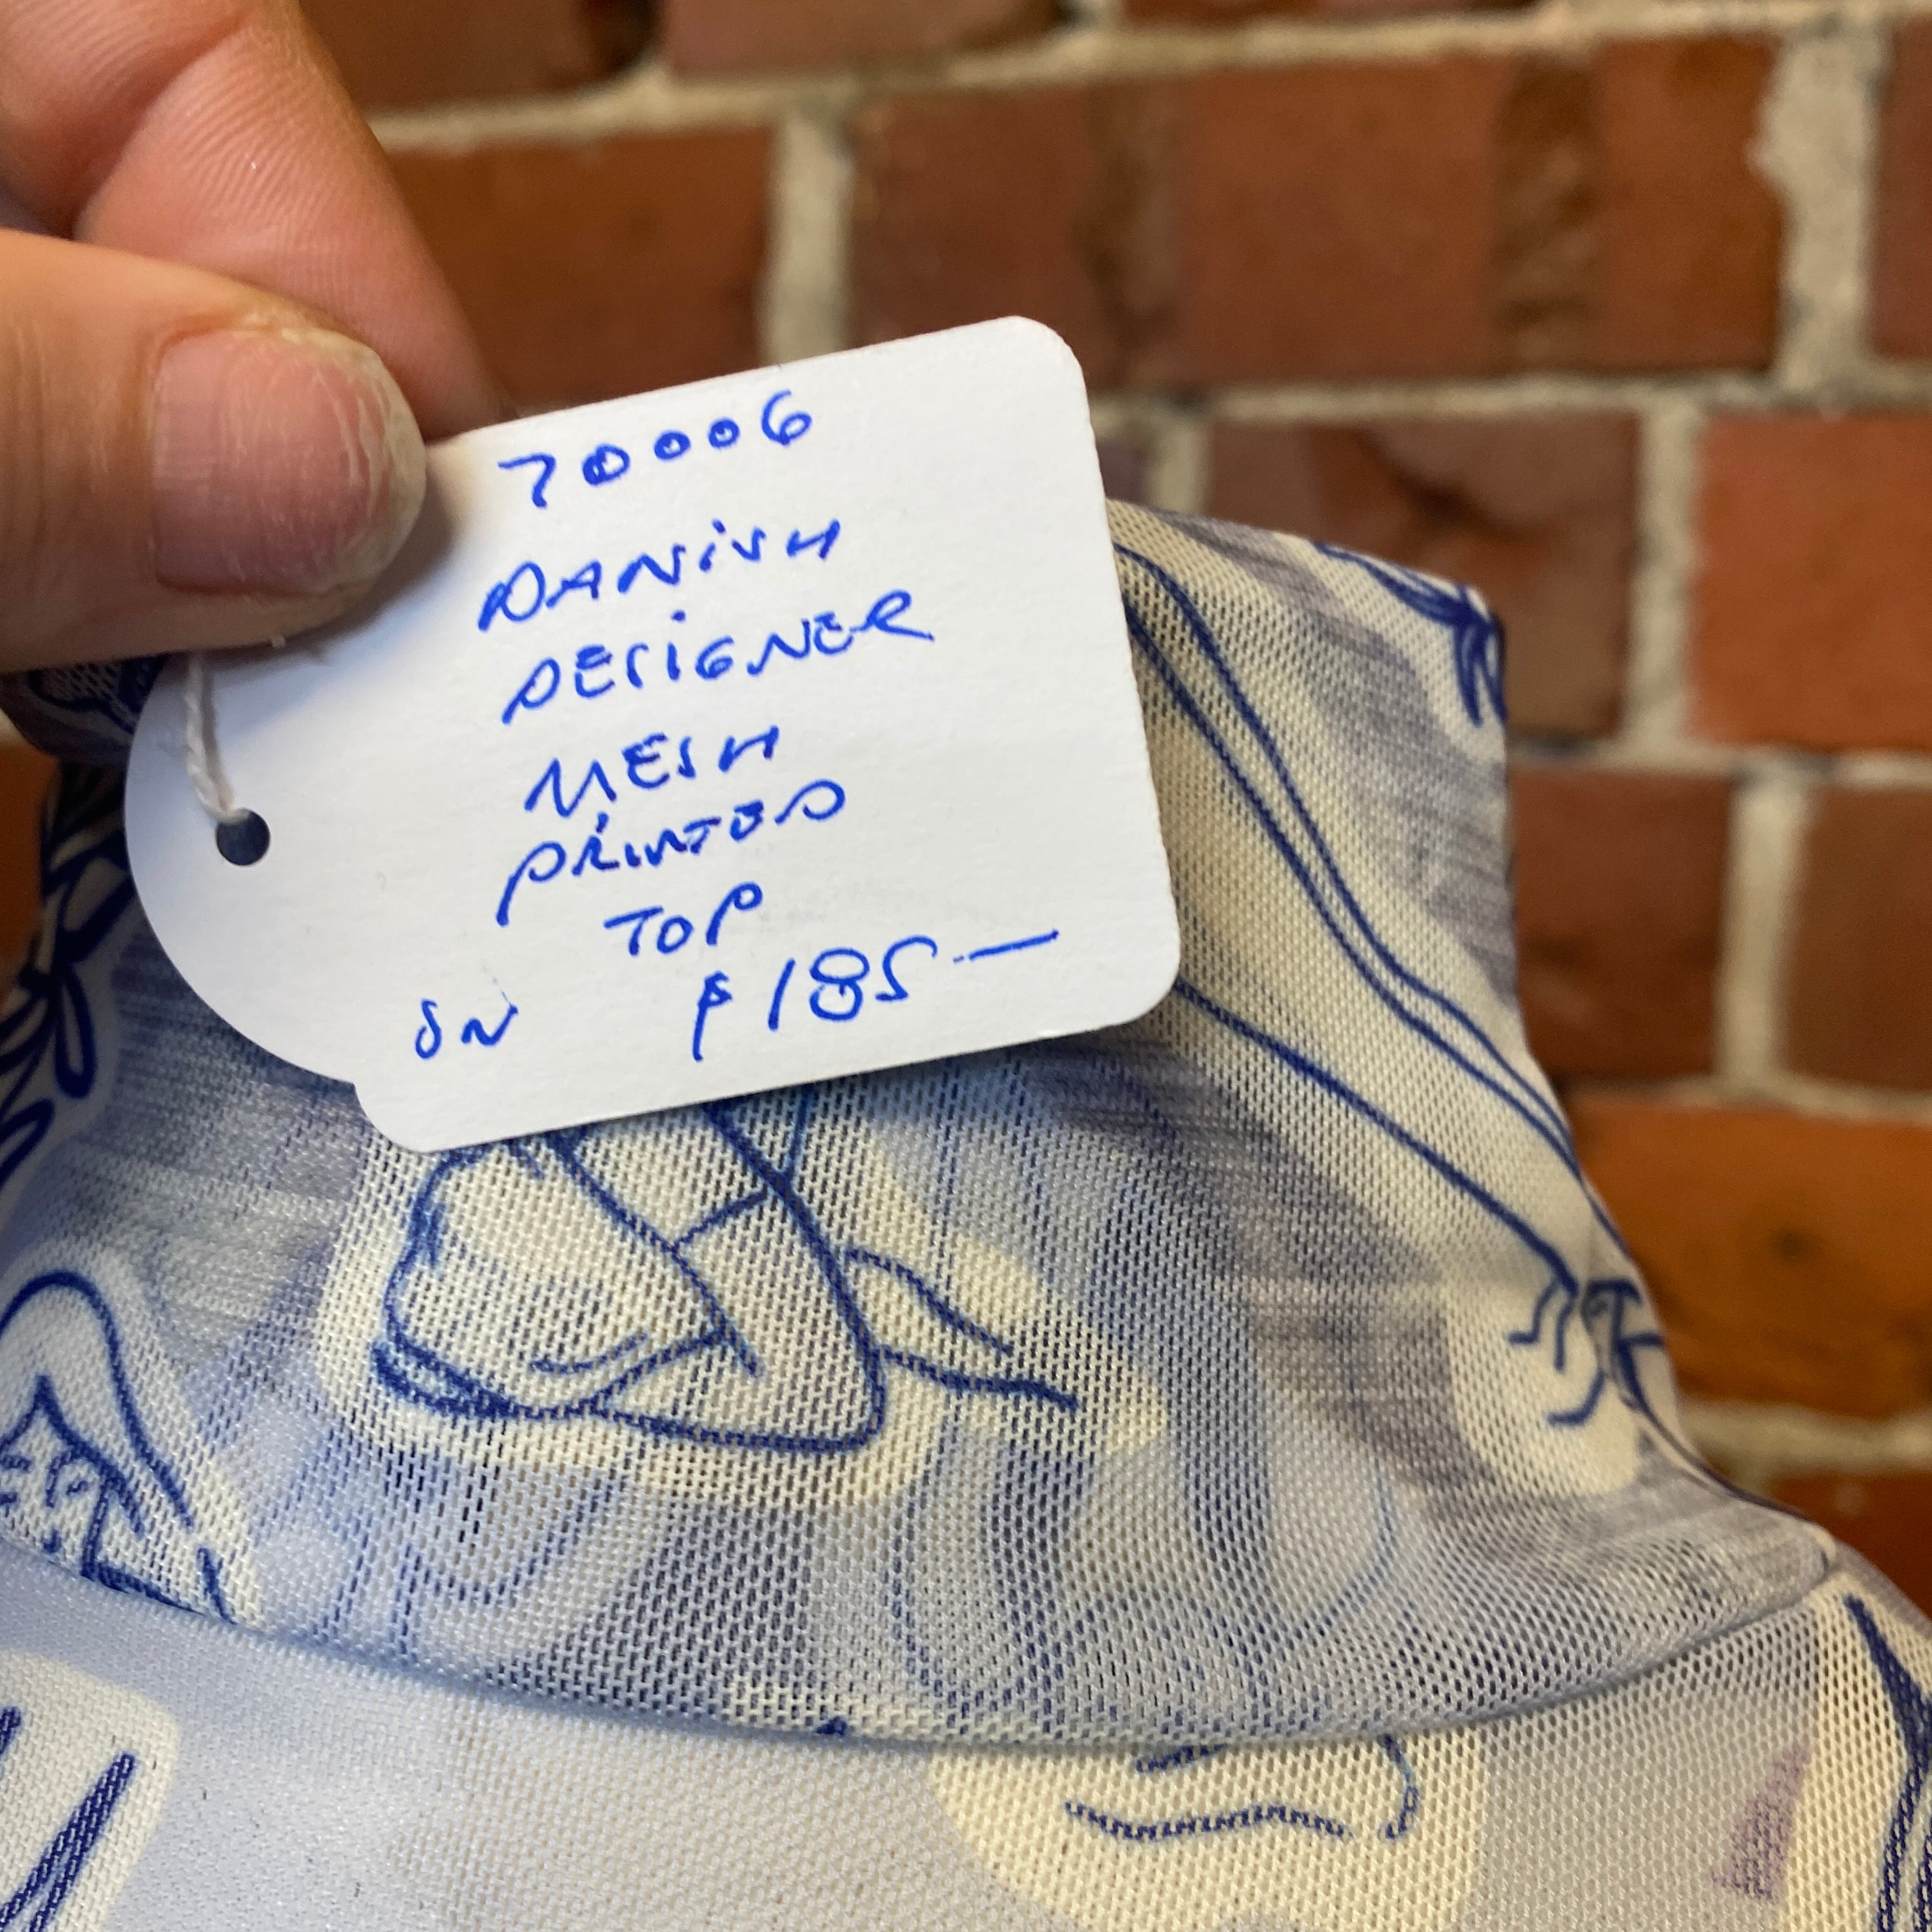 70006
DANISH
DESIGNER
MESH
PRINTED
TOP
SN $185-